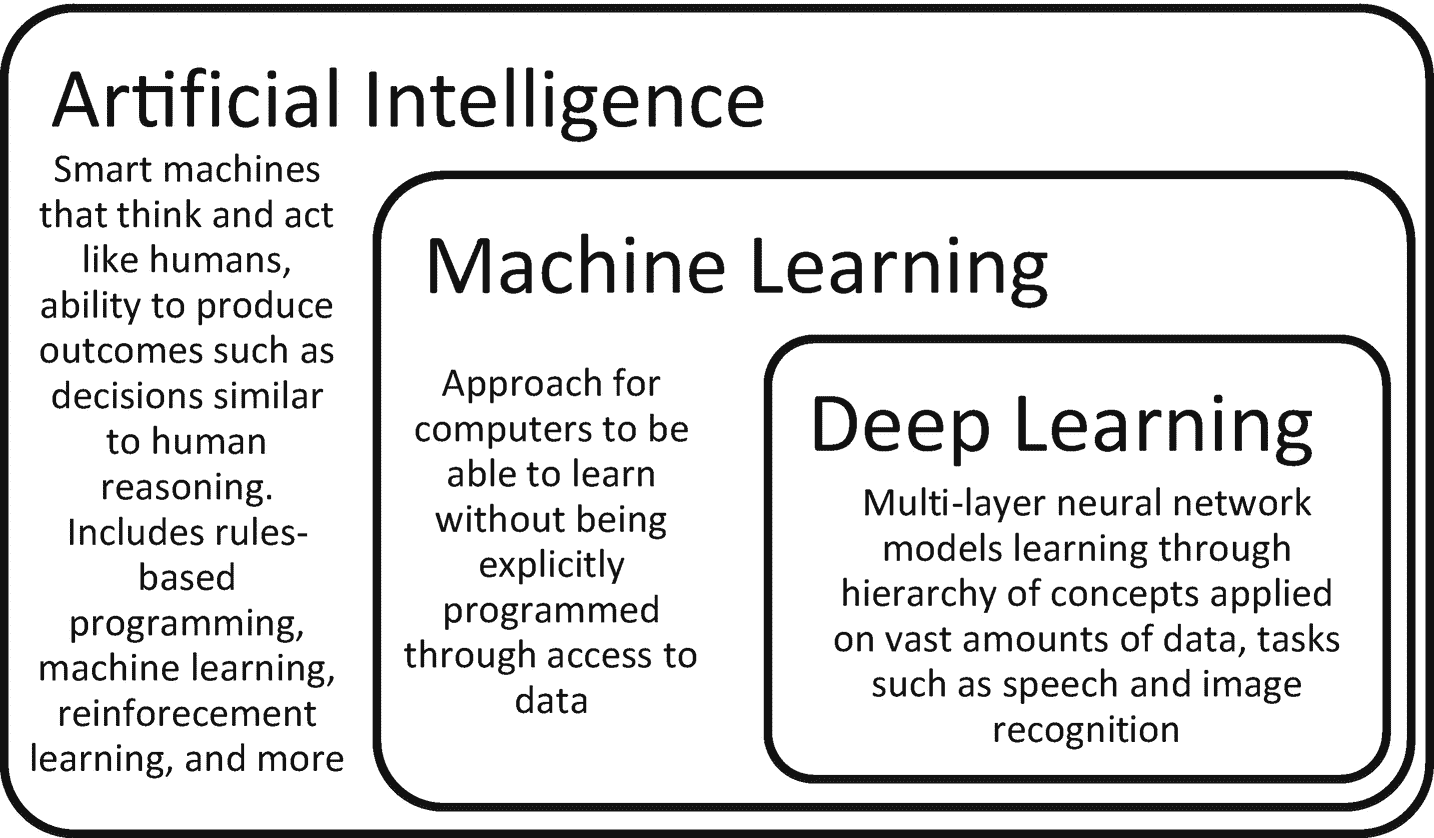 Artificial Intelligence
Smart machines
that think and act
like humans,
ability to produce
outcomes such as
decisions similar
to human
reasoning.
Includes rules-
based
programming,
machine learning,
reinforecement
learning, and more
Machine Learning
Approach for
computers to be
able to learn
without being
explicitly
programmed
through access to
data
Deep Learning
Multi-layer neural network
models learning through
hierarchy of concepts applied
on vast amounts of data, tasks
such as speech and image
recognition